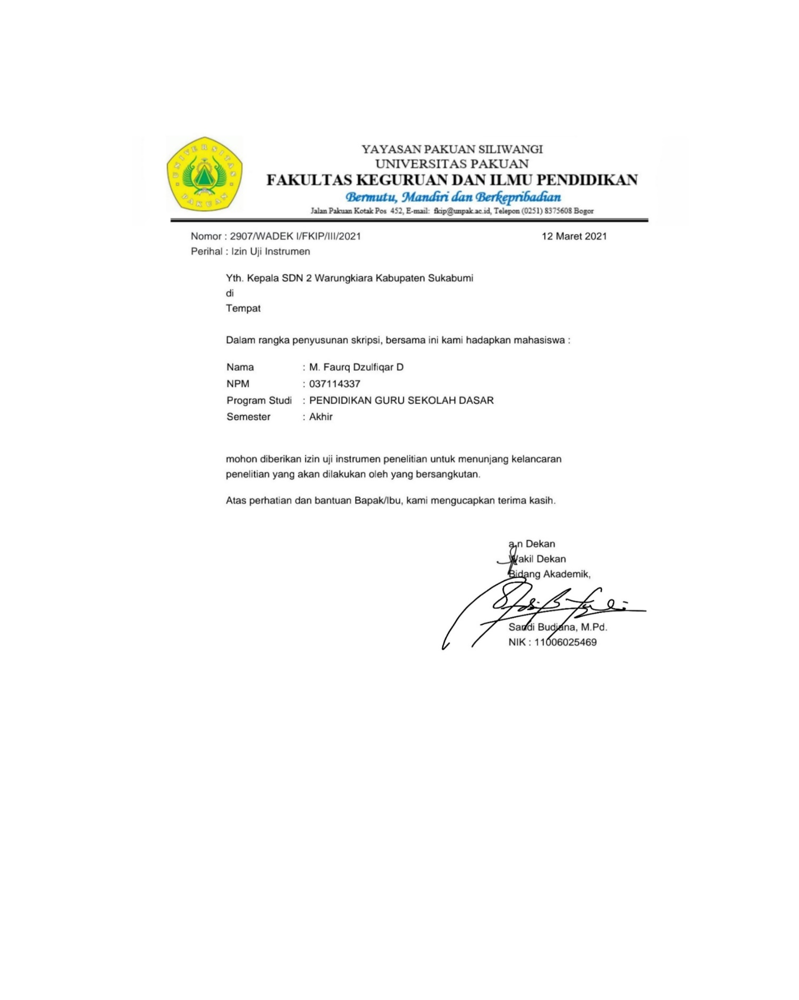 UNIVERSITAS
PAKUAN
YAYASAN PAKUAN SILIWANGI
UNIVERSITAS PAKUAN
FAKULTAS KEGURUAN DAN ILMU PENDIDIKAN
Bermutu, Mandiri dan Berkepribadian
Jalan Pakuan Kotak Pos 452, E-mail: fkip@unpak.ac.id, Telepon (0251) 8375608 Bogor
Nomor : 2907/WADEK I/FKIP/III/2021 12 Maret 2021
Perihal : Izin Uji Instrumen
Yth. Kepala SDN 2 Warungkiara Kabupaten Sukabumi
di
Tempat
Dalam rangka penyusunan skripsi, bersama ini kami hadapkan mahasiswa :
Nama : M. Faurq Dzulfiqar D
NPM : 037114337
Program Studi : PENDIDIKAN GURU SEKOLAH DASAR
Semester : Akhir
mohon diberikan izin uji instrumen penelitian untuk menunjang kelancaran
penelitian yang akan dilakukan oleh yang bersangkutan.
Atas perhatian dan bantuan Bapak/Ibu, kami mengucapkan terima kasih.
a.n Dekan
Wakil Dekan
Bidang Akademik,
Sandi Budiana, M.Pd.
NIK : 11006025469